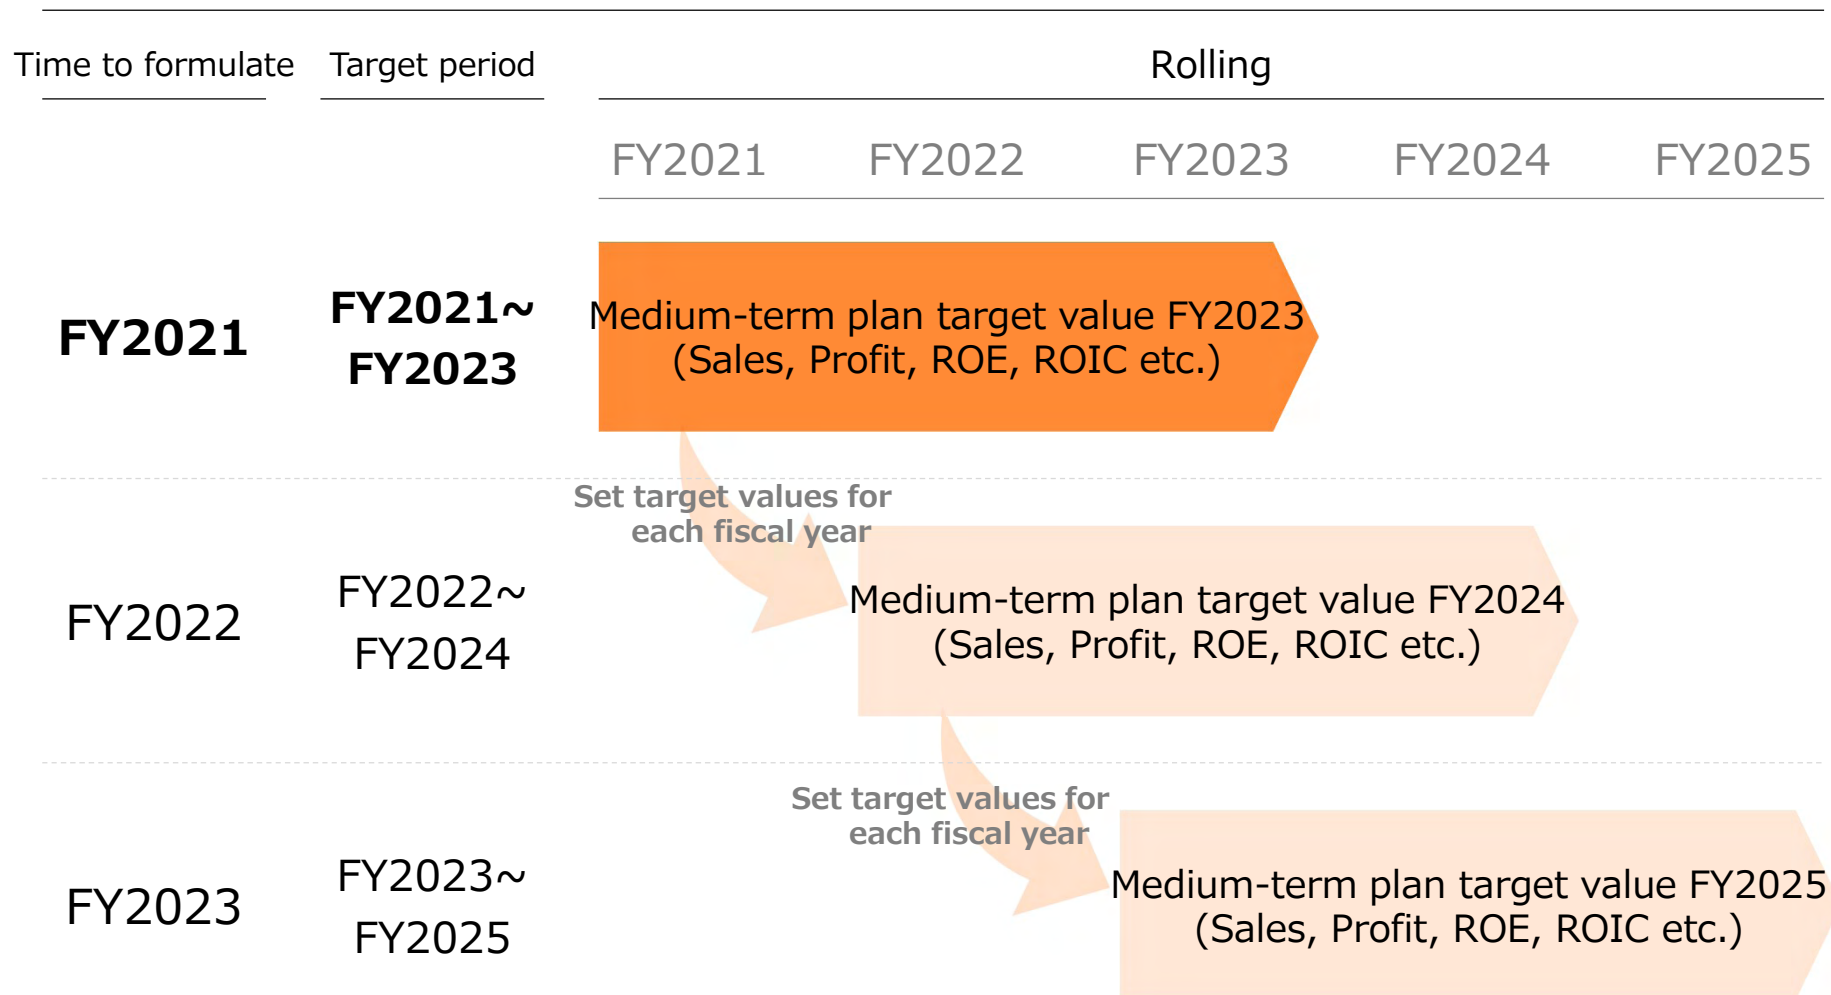 Time to formulate
Target period
Rolling
FY2021
FY2022
FY2023
FY2024
FY2025
FY2021
FY2021~
FY2023
Medium-term plan target value FY2023
(Sales, Profit, ROE, ROIC etc.)
Set target values for
each fiscal year
FY2022
FY2022~
FY2024
Medium-term plan target value FY2024
(Sales, Profit, ROE, ROIC etc.)
Set target values for
each fiscal year
FY2023
FY2023~
FY2025
Medium-term plan target value FY2025
(Sales, Profit, ROE, ROIC etc.)